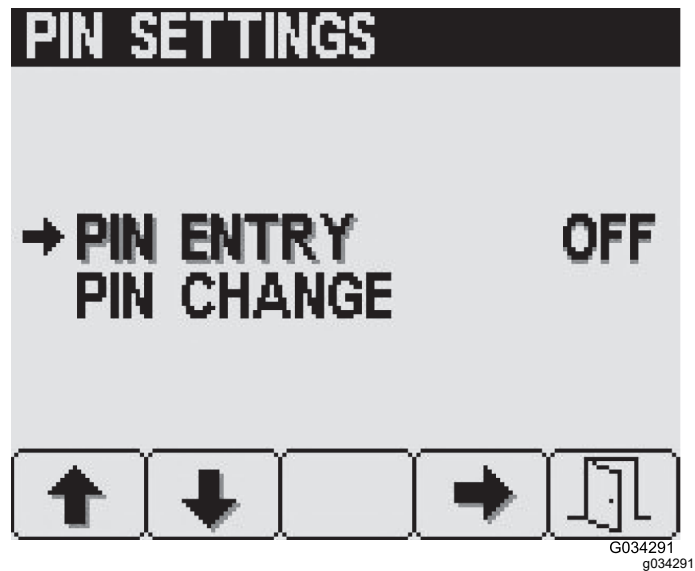 PIN SETTINGS
PIN ENTRY OFF
PIN CHANGE
G034291
g034291